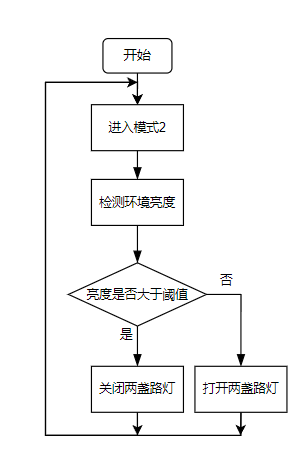 开始
进入模式2
检测环境亮度
亮度是否大于阈值
否
是
关闭两盏路灯
打开两盏路灯